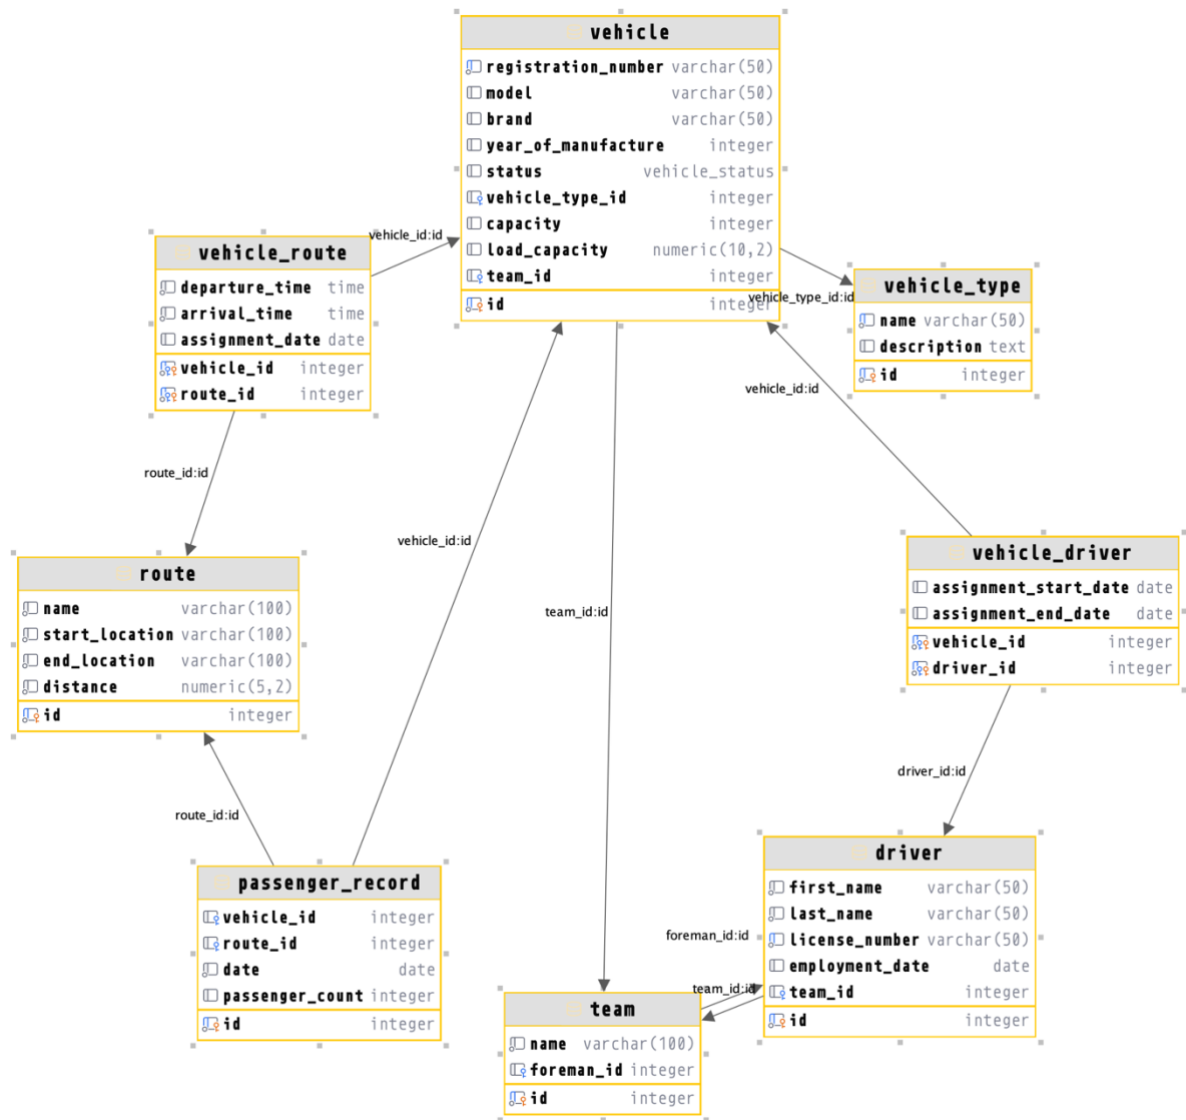 vehicle
registration_number varchar(50)
model varchar(50)
brand varchar(50)
year_of_manufacture integer
status vehicle_status
vehicle_type_id integer
capacity integer
load_capacity numeric(10,2)
team_id integer
id integer
vehicle_id:id
vehicle_route
departure_time time
arrival_time time
assignment_date date
vehicle_id integer
route_id integer
vehicle_type_id:id
vehicle_type
name varchar(50)
description text
id integer
vehicle_id:id
route_id:id
vehicle_id:id
team_id:id
vehicle_driver
assignment_start_date date
assignment_end_date date
vehicle_id integer
driver_id integer
route
name varchar(100)
start_location varchar(100)
end_location varchar(100)
distance numeric(5,2)
id integer
driver_id:id
route_id:id
driver
first_name varchar(50)
last_name varchar(50)
license_number varchar(50)
employment_date date
team_id integer
id integer
passenger_record
vehicle_id integer
route_id integer
date date
passenger_count integer
id integer
foreman_id:id
team_id:id
team
name varchar(100)
foreman_id integer
id integer